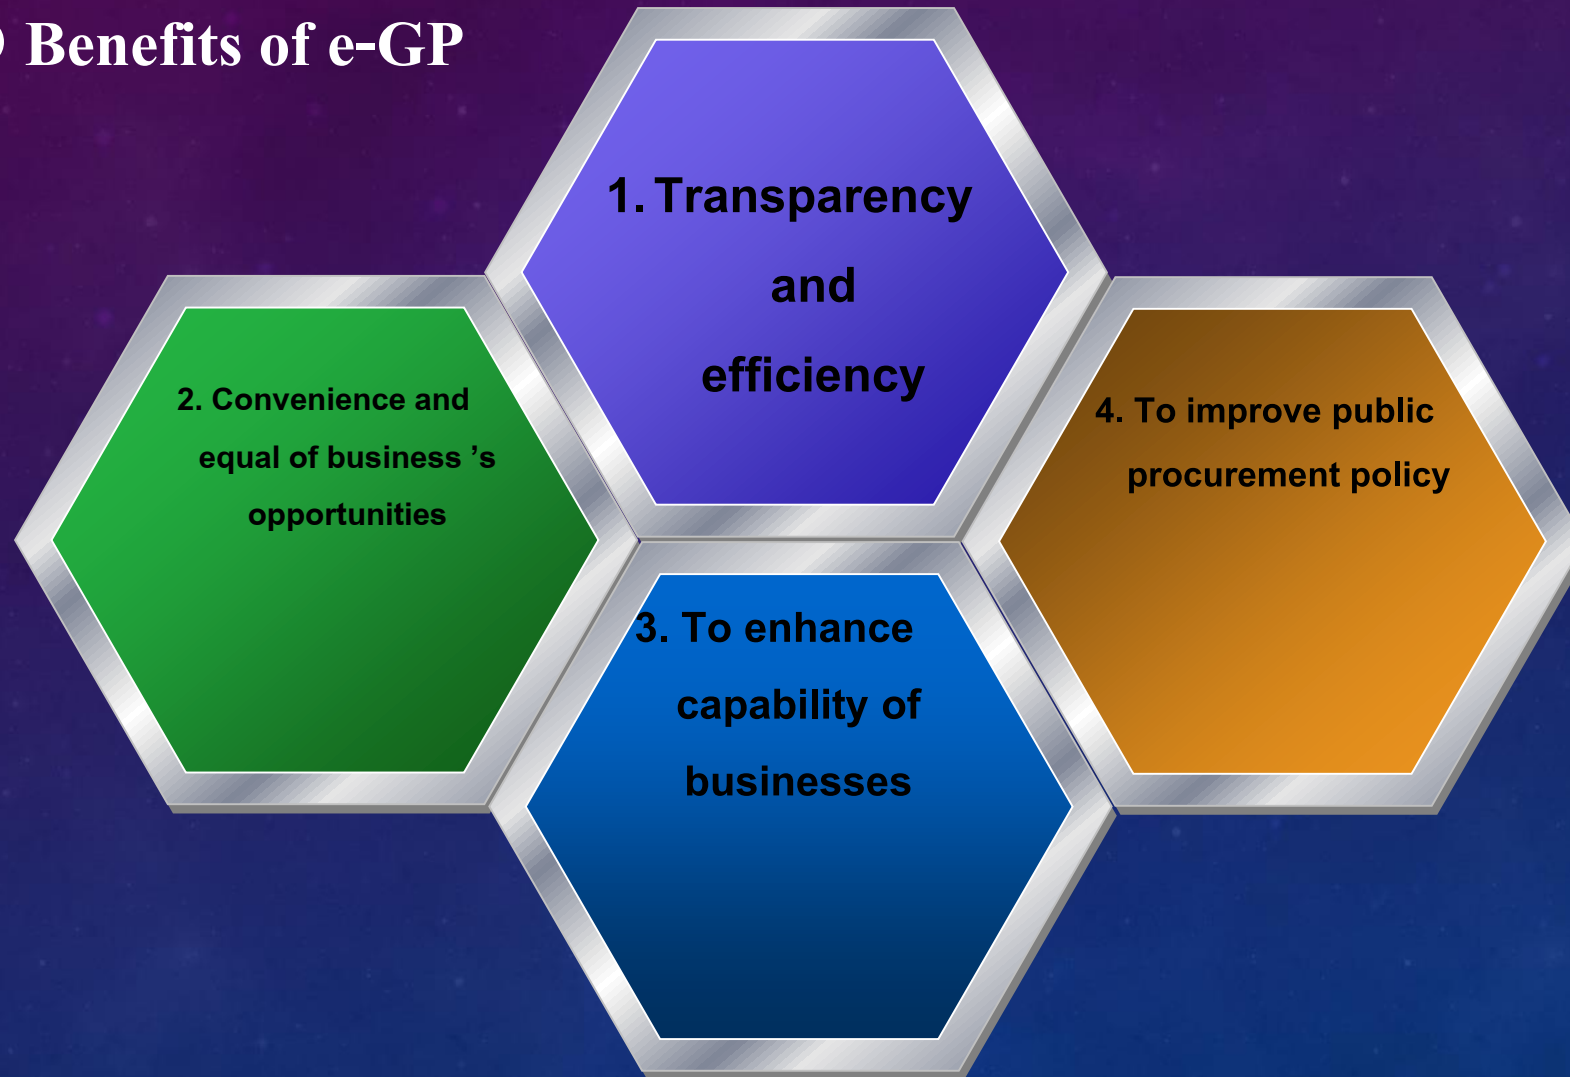 Benefits of e-GP
1. Transparency
and
efficiency
2. Convenience and
equal of business ’s
opportunities
3. To enhance
capability of
businesses
4. To improve public
procurement policy